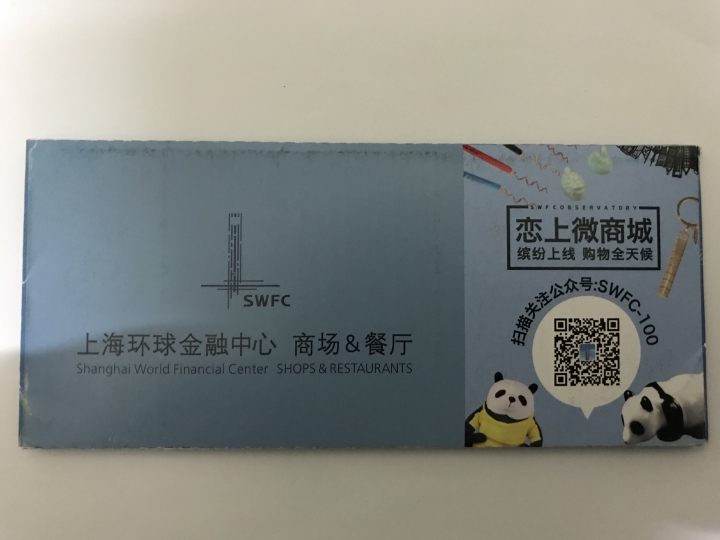 SWFC
上海环球金融中心 商场&餐厅
Shanghai World Financial Center SHOPS & RESTAURANTS
SWFCOBSERVATORY
恋上微商城
缤纷上线 购物全天候
扫描关注公众号:SWFC-100